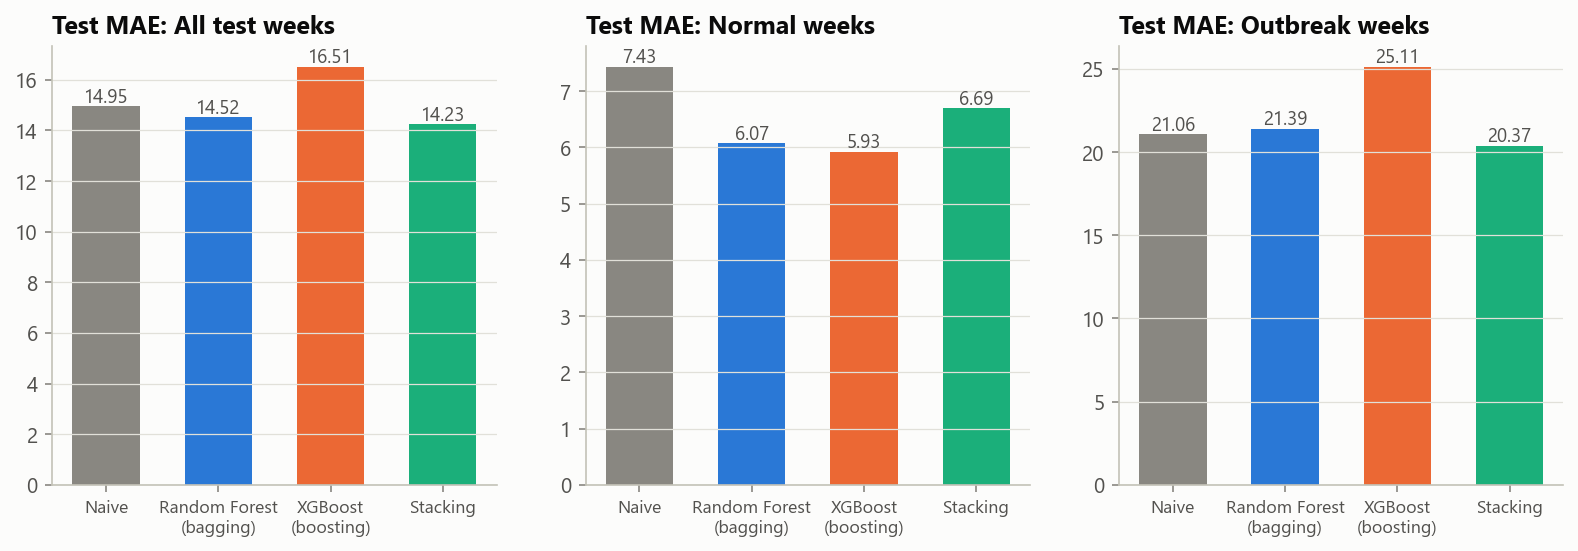 Test MAE: All test weeks
16
14
12
10
8
6
4
2
0
14.95
14.52
16.51
14.23
Naive
Random Forest
(bagging)
XGBoost
(boosting)
Stacking
Test MAE: Normal weeks
7
6
5
4
3
2
1
0
7.43
6.07
5.93
6.69
Naive
Random Forest
(bagging)
XGBoost
(boosting)
Stacking
Test MAE: Outbreak weeks
25
20
15
10
5
0
21.06
21.39
25.11
20.37
Naive
Random Forest
(bagging)
XGBoost
(boosting)
Stacking